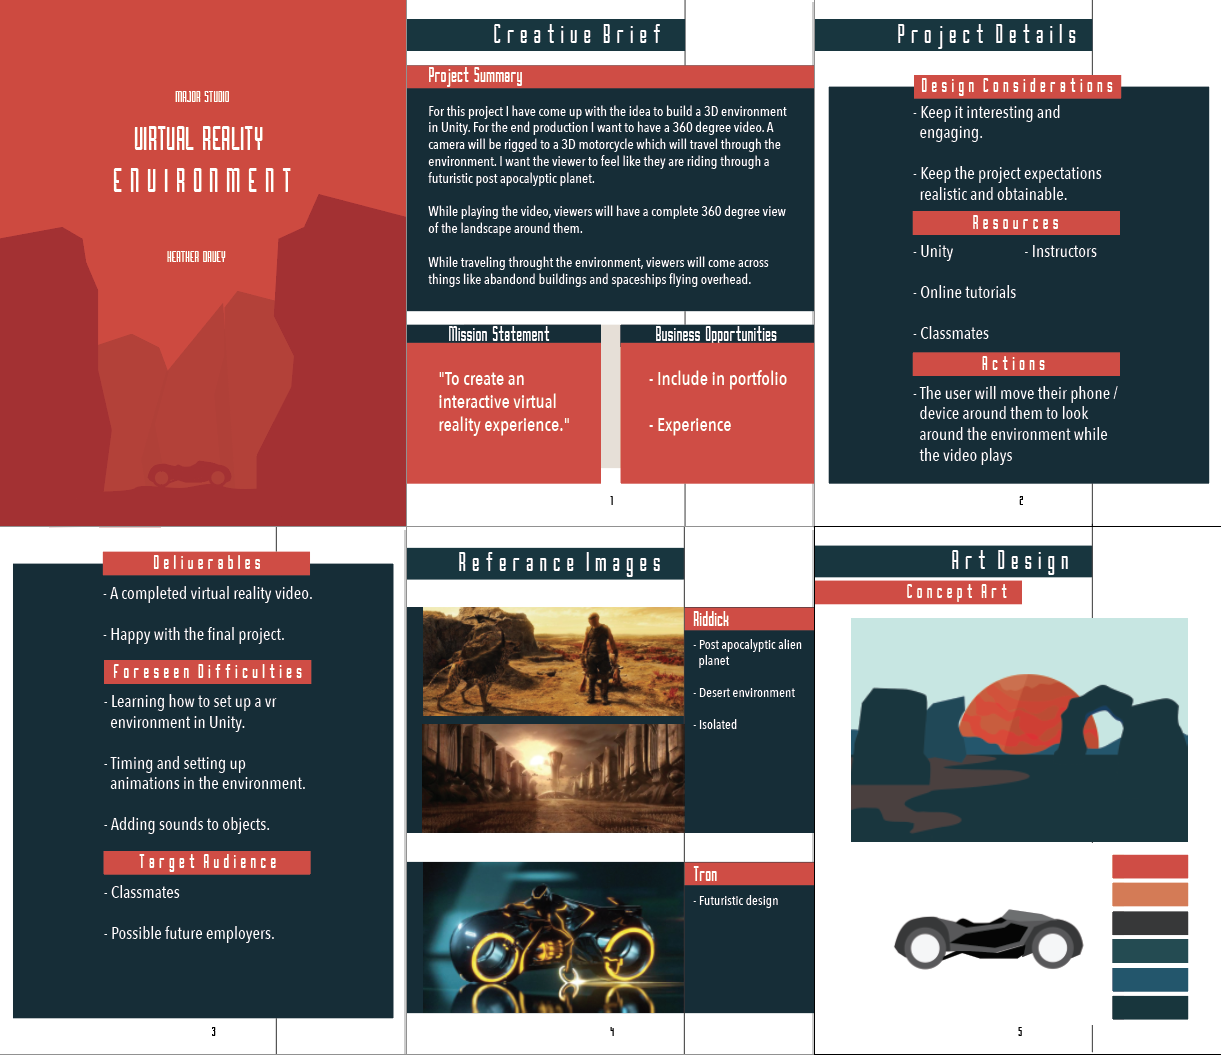 MAJOR STUDIO
VIRTUAL REALITY
ENVIRONMENT
HEATHER DAVEY
Creative Brief
Project Summary
For this project I have come up with the idea to build a 3D environment
in Unity. For the end production I want to have a 360 degree video. A
camera will be rigged to a 3D motorcycle which will travel through the
environment. I want the viewer to feel like they are riding through a
futuristic post apocalyptic planet.
While playing the video, viewers will have a complete 360 degree view
of the landscape around them.
While traveling throught the environment, viewers will come across
things like abandond buildings and spaceships flying overhead.
Mission Statement
"To create an
interactive virtual
reality experience."
Business Opportunities
- Include in portfolio
- Experience
1
Project Details
Design Considerations
- Keep it interesting and
engaging.
- Keep the project expectations
realistic and obtainable.
Resources
- Unity
- Instructors
- Online tutorials
- Classmates
Actions
- The user will move their phone /
device around them to look
around the environment while
the video plays
2
Deliverables
- A completed virtual reality video.
- Happy with the final project.
Foreseen Difficulties
- Learning how to set up a vr
environment in Unity.
- Timing and setting up
animations in the environment.
- Adding sounds to objects.
Target Audience
- Classmates
- Possible future employers.
3
Referance Images
Riddick
- Post apocalyptic alien
planet
- Desert environment
- Isolated
Tron
- Futuristic design
4
Art Design
Concept Art
5